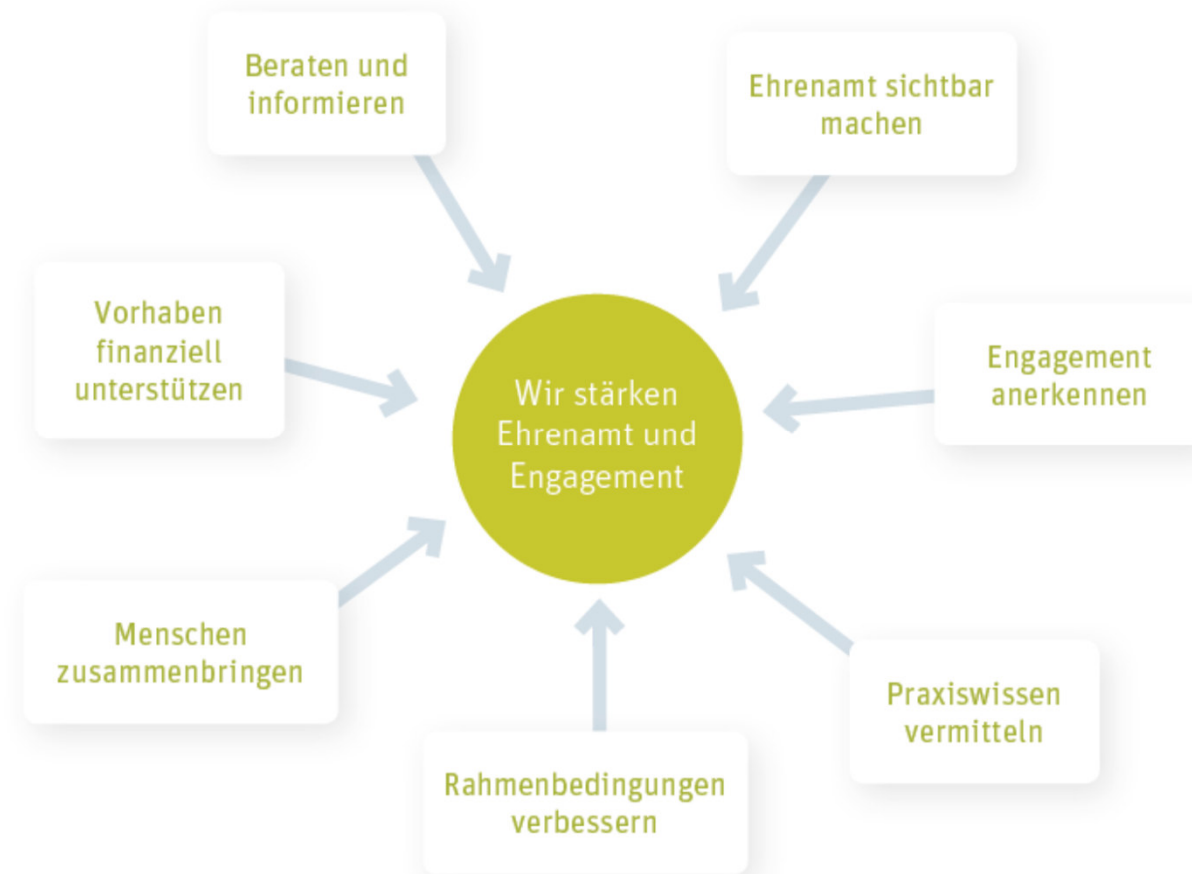 Beraten und
informieren
Ehrenamt sichtbar
machen
Vorhaben
finanziell
unterstützen
Engagement
anerkennen
Wir stärken
Ehrenamt und
Engagement
Menschen
zusammenbringen
Praxiswissen
vermitteln
Rahmenbedingungen
verbessern